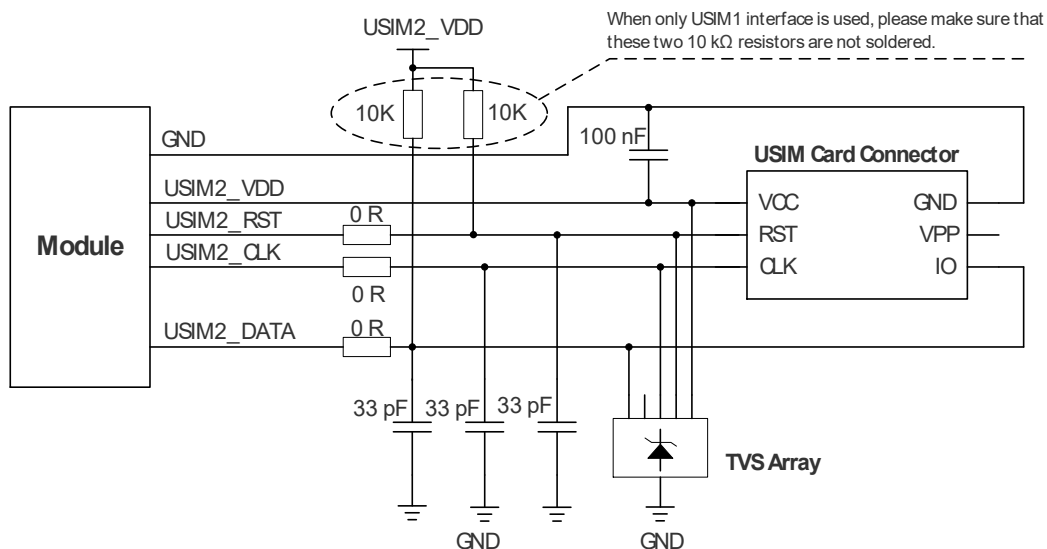 When only USIM1 interface is used, please make sure that
these two 10 kΩ resistors are not soldered.
USIM2_VDD
10K
10K
GND
100 nF
USIM Card Connector
USIM2_VDD
VCC
GND
USIM2_RST
0 R
RST
VPP
Module
USIM2_CLK
CLK
IO
0 R
USIM2_DATA
0 R
33 pF
33 pF
33 pF
TVS Array
GND
GND